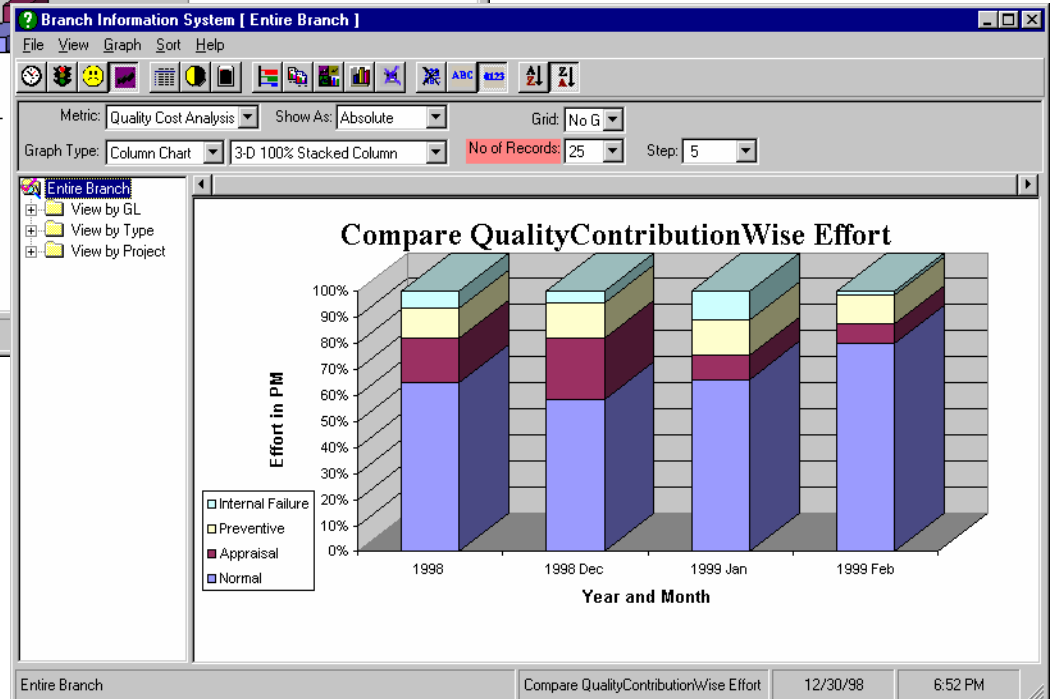 Branch Information System [ Entire Branch ]
File View Graph Sort Help
ABC &123 A Z Z A
Metric: Quality Cost Analysis Show As: Absolute Grid: No G
Graph Type: Column Chart 3-D 100% Stacked Column No of Records: 25 Step: 5
Entire Branch
View by GL
View by Type
View by Project
Compare QualityContributionWise Effort
100%
90%
80%
70%
60%
50%
40%
30%
20%
10%
0%
Effort in PM
Internal Failure
Preventive
Appraisal
Normal
1998 1998 Dec 1999 Jan 1999 Feb
Year and Month
Entire Branch Compare QualityContributionWise Effort 12/30/98 6:52 PM